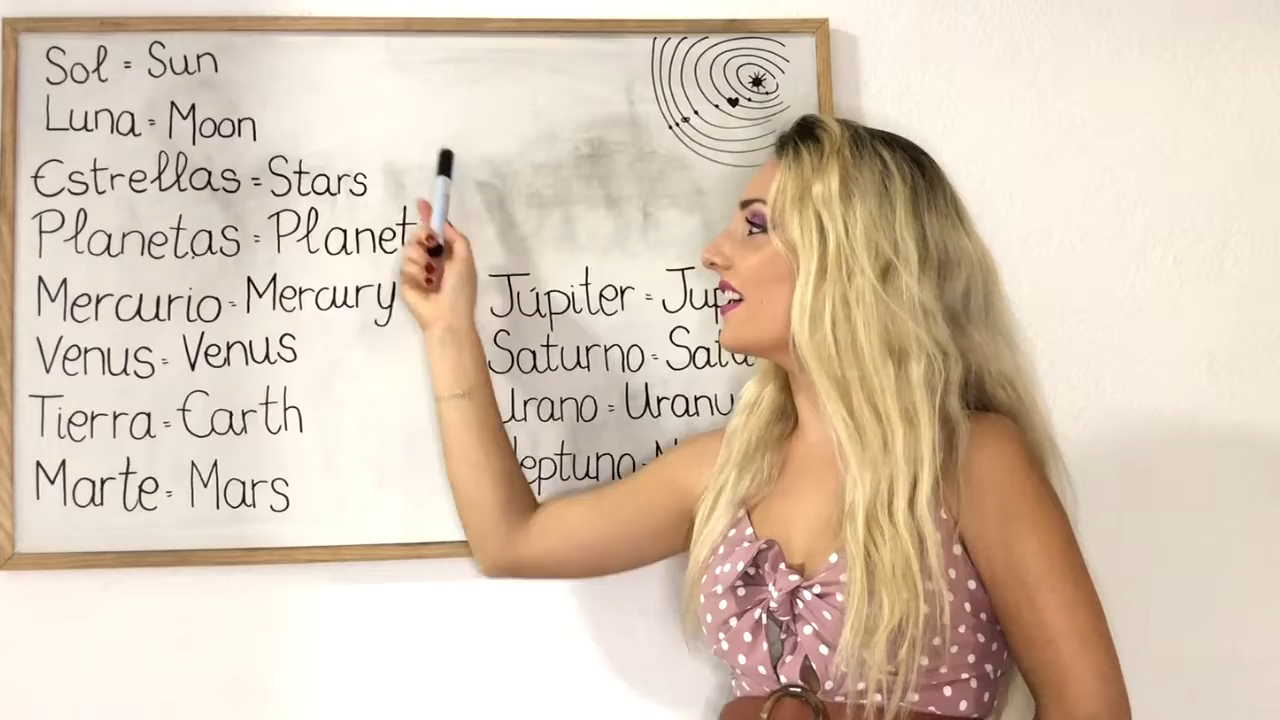 Sol = Sun
Luna = Moon
Estrellas = Stars
Planetas = Planet
Mercurio = Mercury
Venus = Venus
Tierra = Earth
Marte = Mars
Júpiter = Jup
Saturno = Satu
Urano = Uranu
eptuno = N